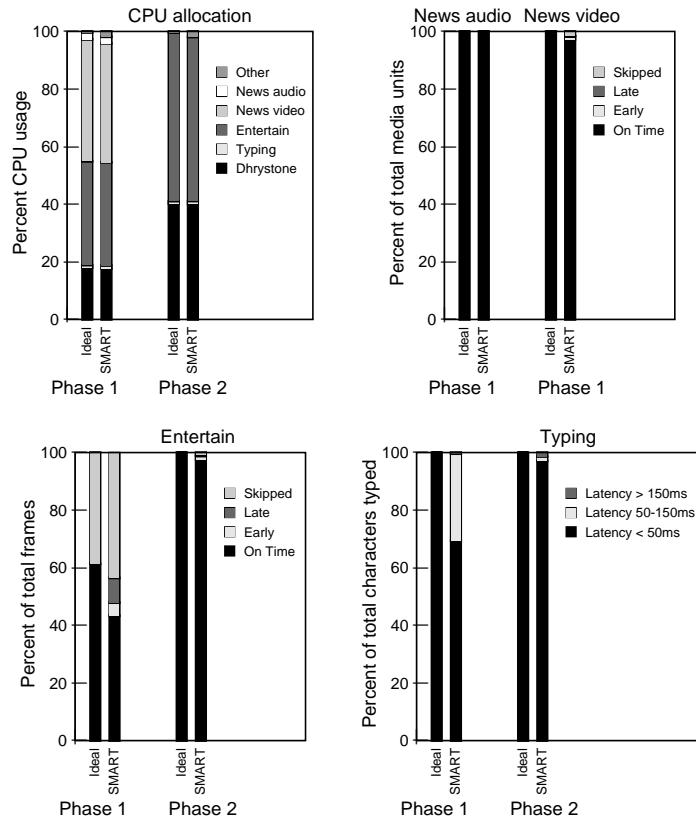 CPU allocation
Percent CPU usage
100
80
60
40
20
0
Other
News audio
News video
Entertain
Typing
Dhrystone
Ideal
SMART
Ideal
SMART
Phase 1
Phase 2
News audio
News video
Percent of total media units
100
80
60
40
20
0
Skipped
Late
Early
On Time
Ideal
SMART
Ideal
SMART
Phase 1
Phase 1
Entertain
Percent of total frames
100
80
60
40
20
0
Skipped
Late
Early
On Time
Ideal
SMART
Ideal
SMART
Phase 1
Phase 2
Typing
Percent of total characters typed
100
80
60
40
20
0
Latency > 150ms
Latency 50-150ms
Latency < 50ms
Ideal
SMART
Ideal
SMART
Phase 1
Phase 2